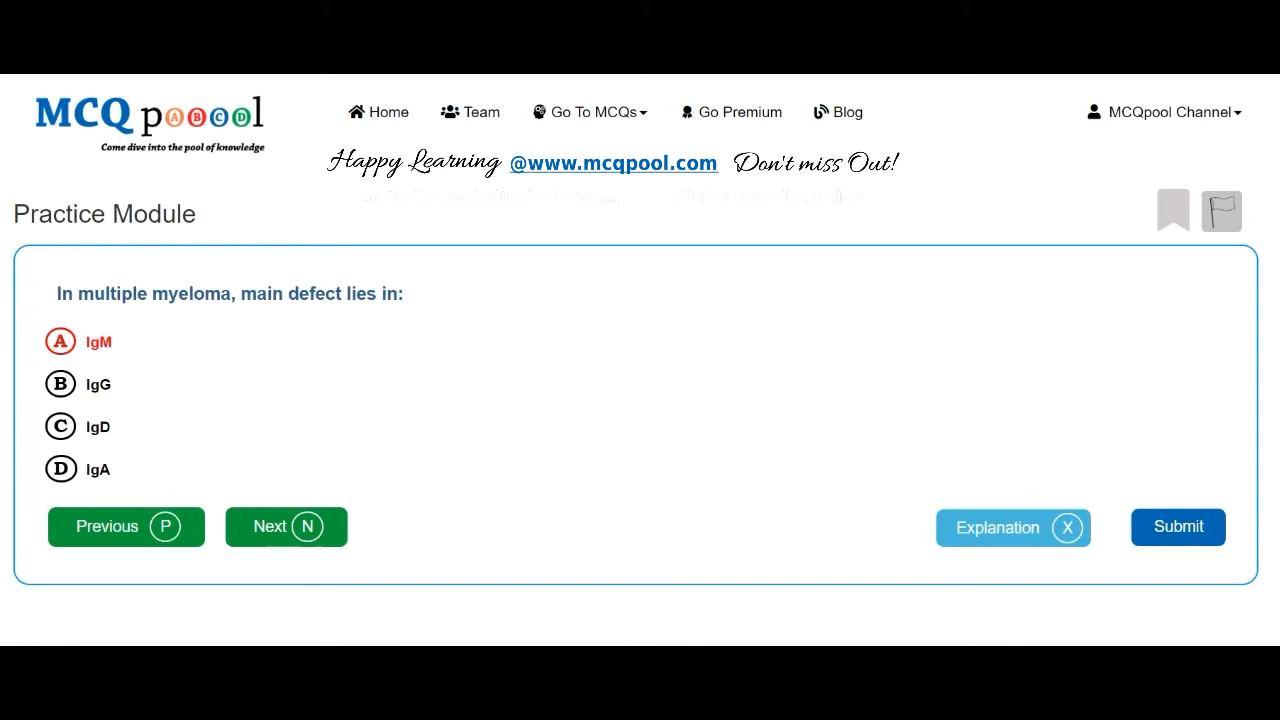 MCQ poool
Come dive into the pool of knowledge
Home Team Go To MCQs Go Premium Blog MCQpool Channel
Happy Learning @www.mcqpool.com Don't miss Out!
Practice Module
In multiple myeloma, main defect lies in:
A IgM
B IgG
C IgD
D IgA
Previous P Next N Explanation X Submit